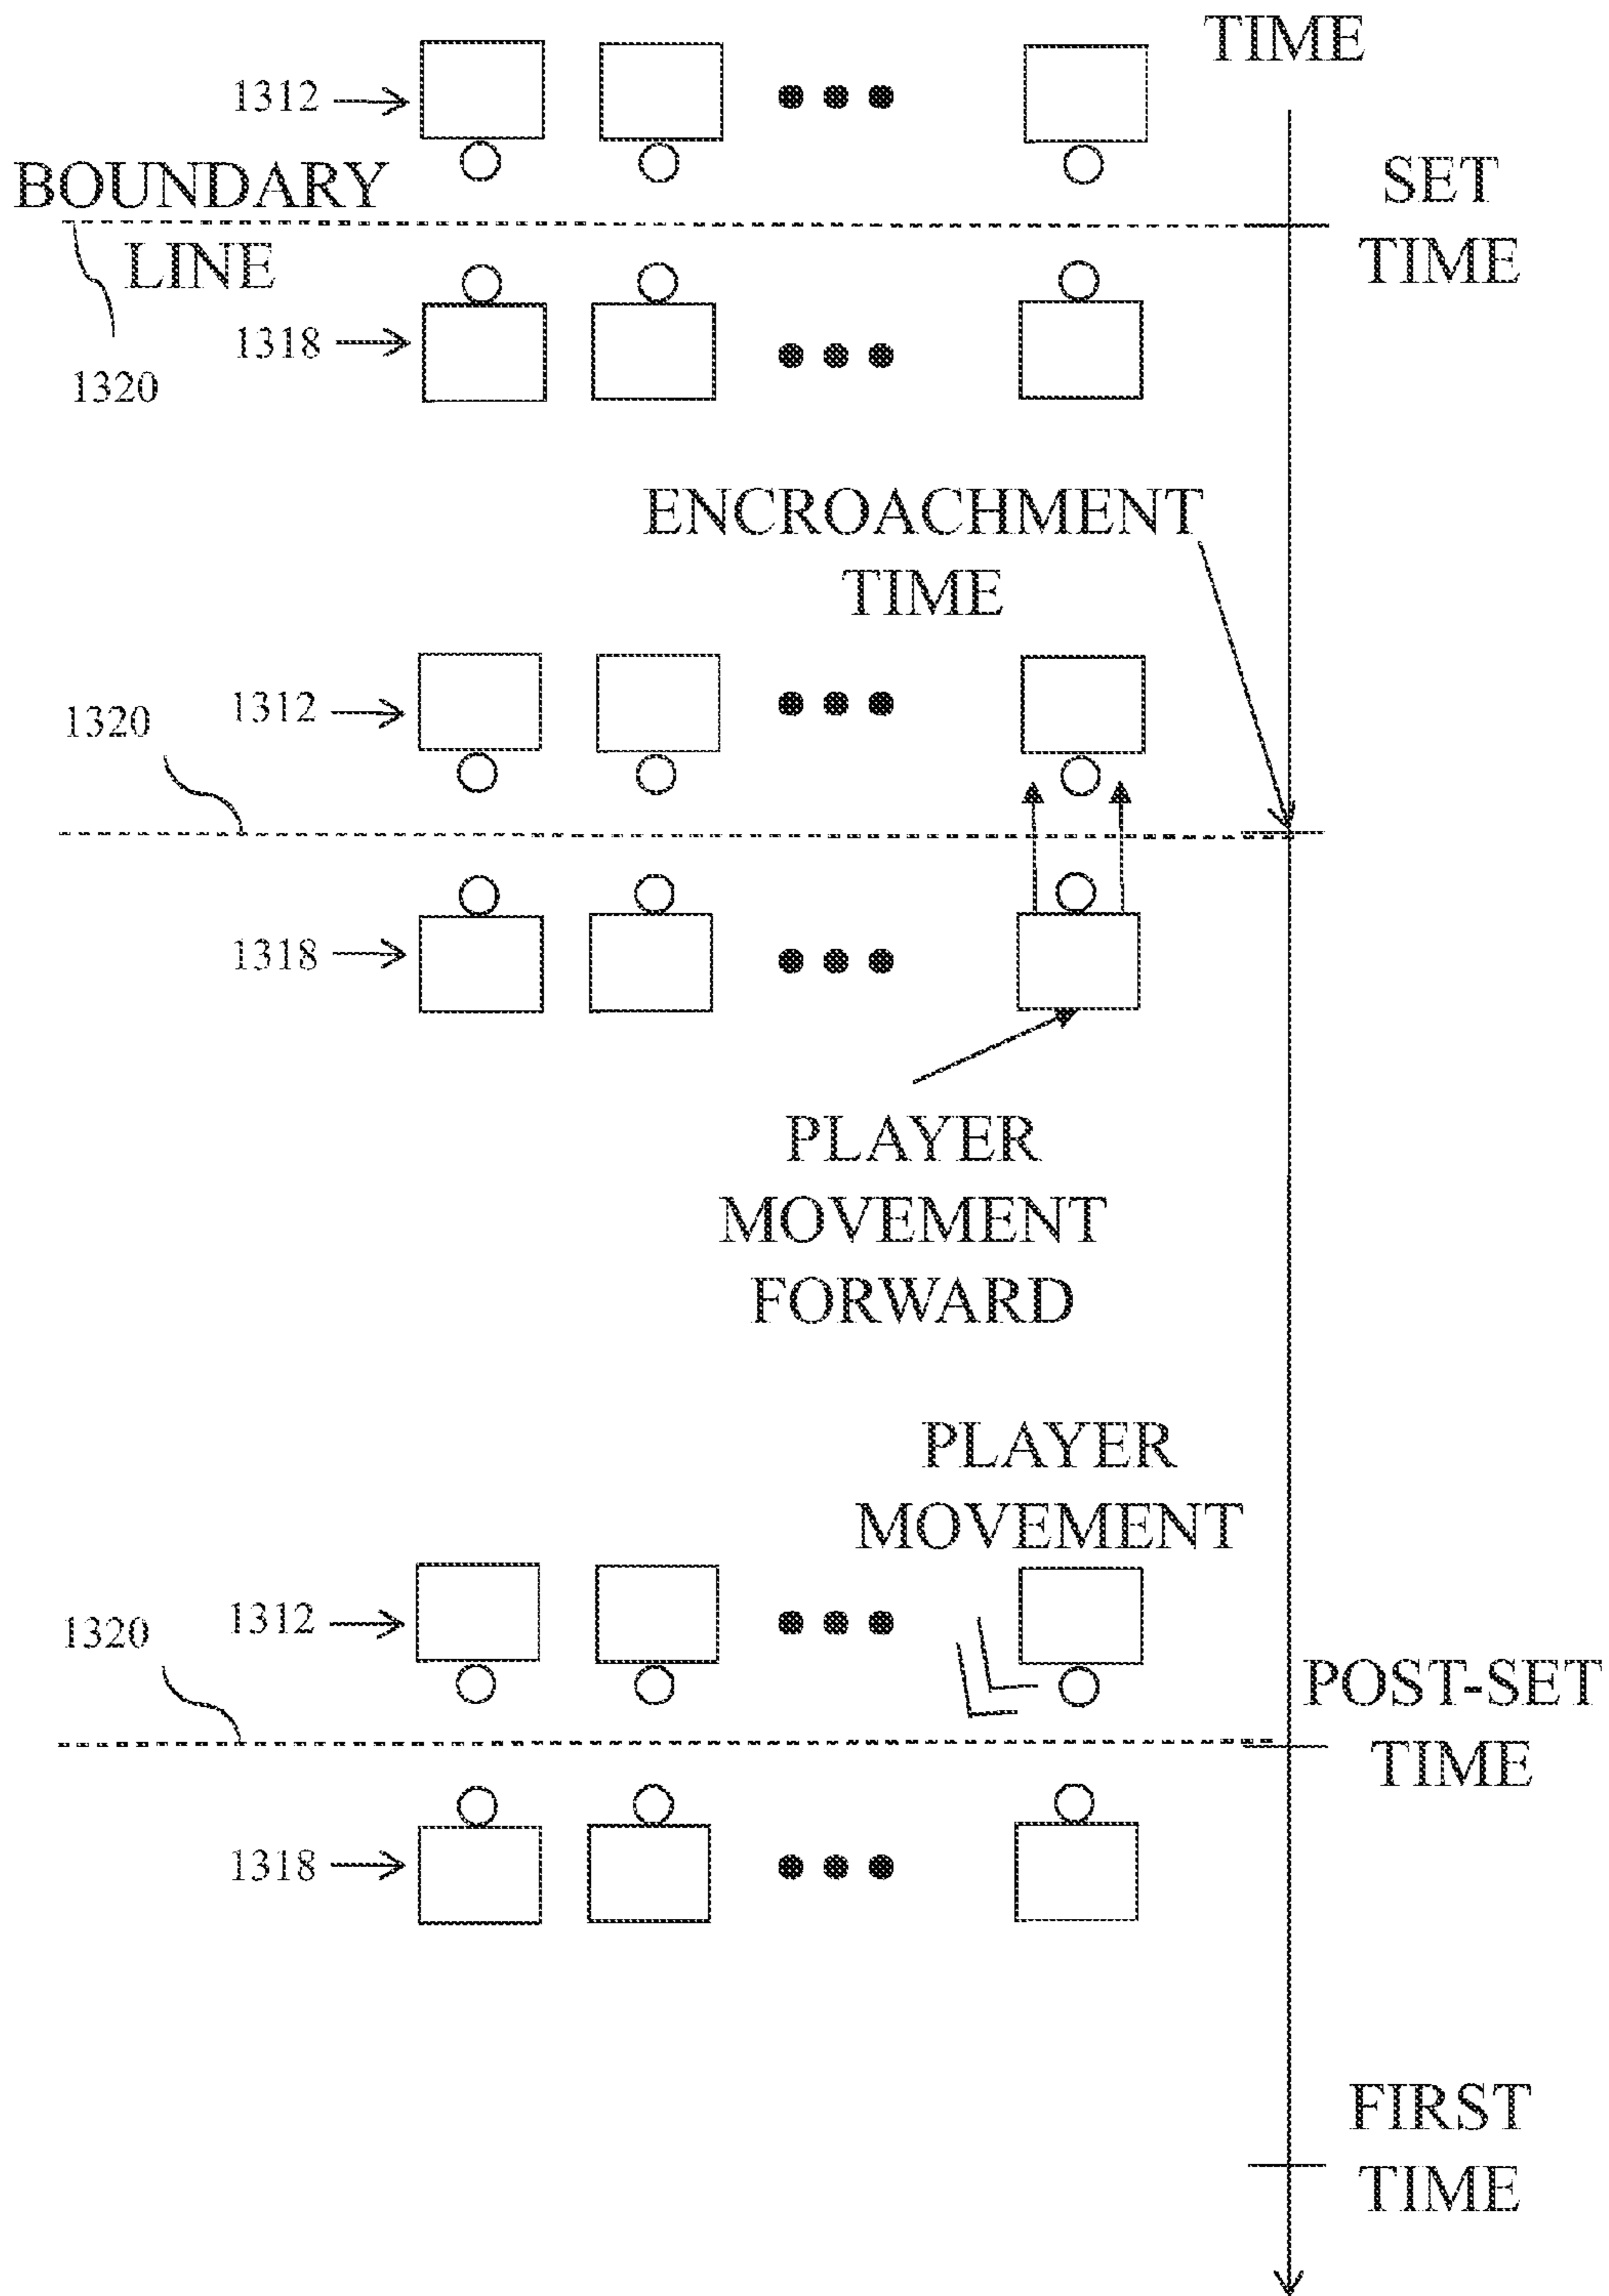 TIME
1312
BOUNDARY
LINE
SET
TIME
1318
1320
ENCROACHMENT
TIME
1312
1320
1318
PLAYER
MOVEMENT
FORWARD
PLAYER
MOVEMENT
1312
1320
POST-SET
TIME
1318
FIRST
TIME